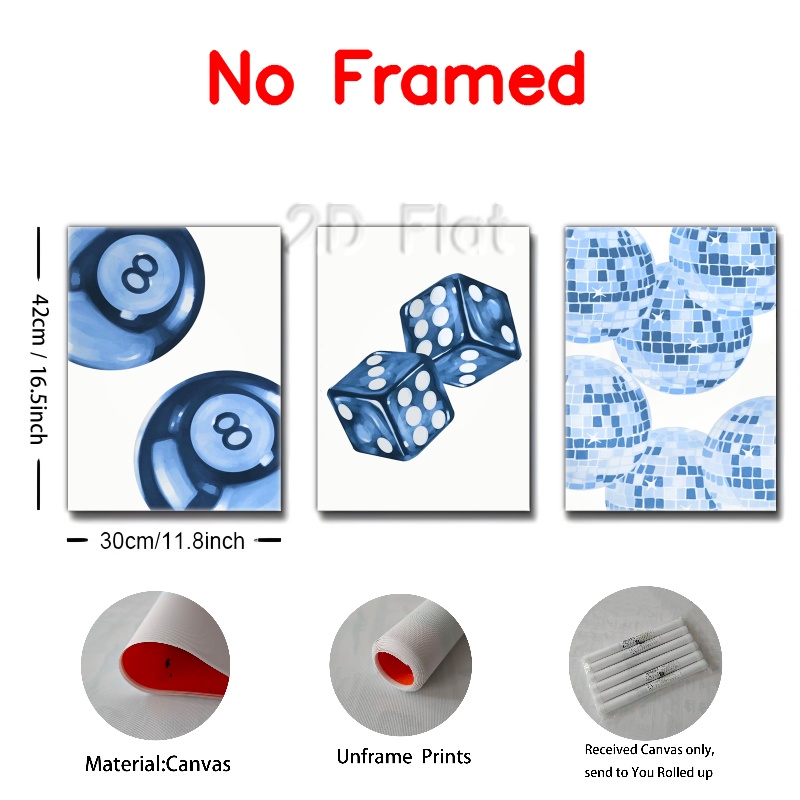 No Framed
2D Flat
42cm / 16.5inch
8
8
30cm/11.8inch
Material:Canvas
Unframe Prints
Received Canvas only,
send to You Rolled up